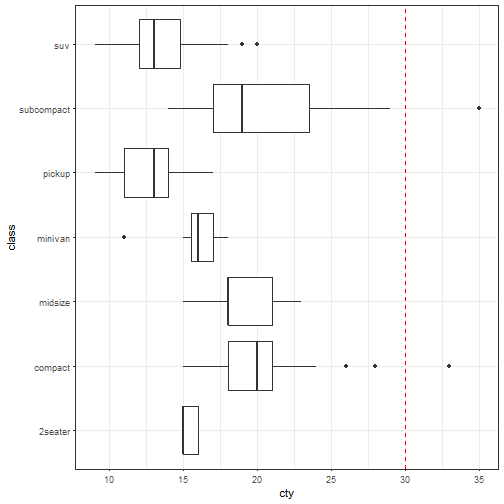 suv
subcompact
pickup
minivan
midsize
compact
2seater
class
10 15 20 25 30 35
cty